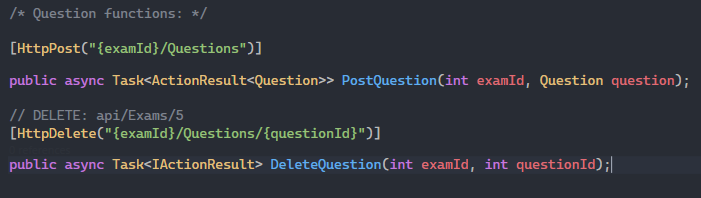 /* Question functions: */
[HttpPost("{examId}/Questions")]
public async Task<ActionResult<Question>> PostQuestion(int examId, Question question);
// DELETE: api/Exams/5
[HttpDelete("{examId}/Questions/{questionId}")]
public async Task<IActionResult> DeleteQuestion(int examId, int questionId);